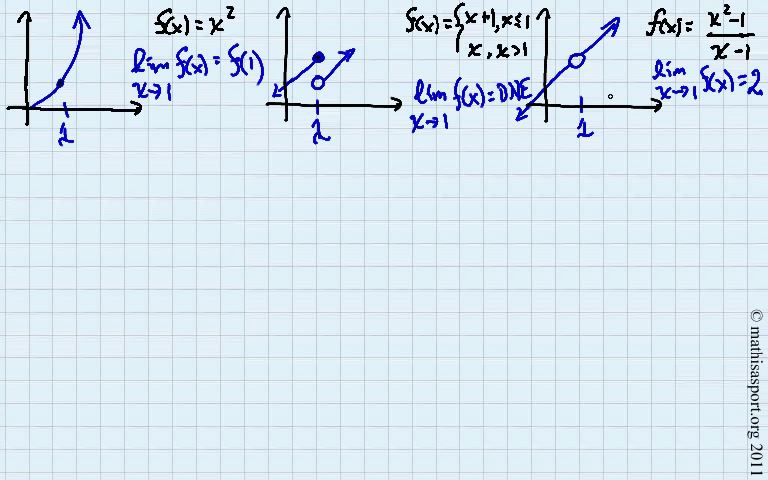 f(x) = x²
lim f(x) = f(1)
x→1
1
f(x) = { x+1, x≤1
x, x>1
lim f(x) = DNE
x→1
1
f(x) = x²-1
x-1
lim f(x) = 2
x→1
1
© mathisasport.org 2011